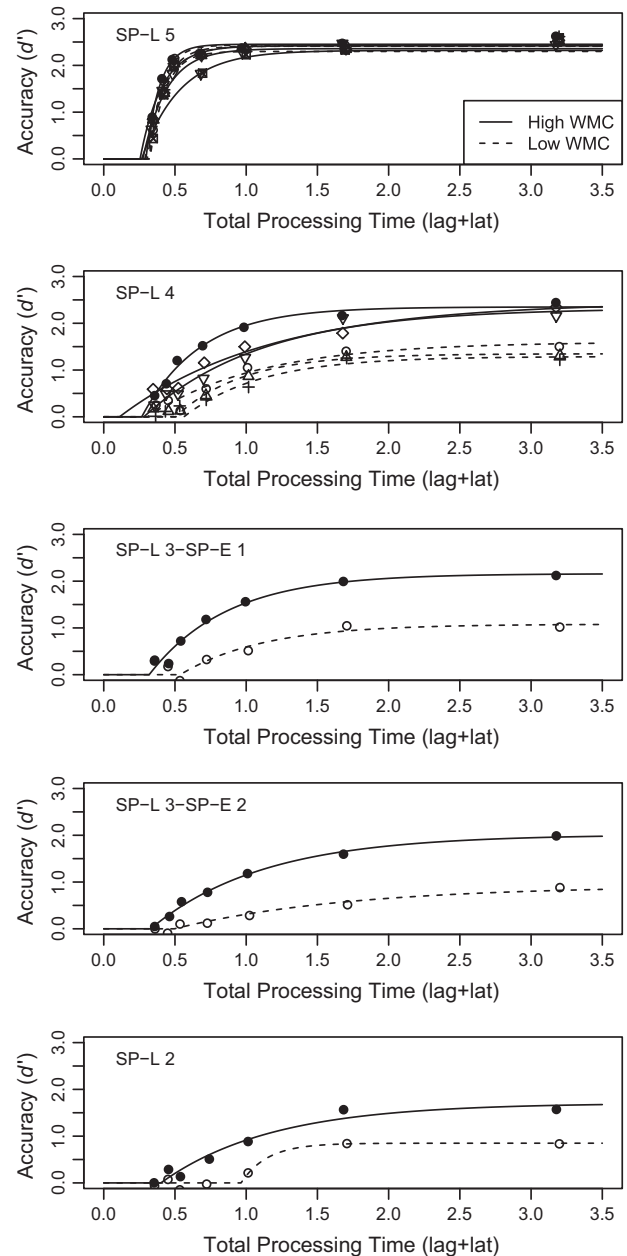 SP−L 5
3.0
2.0
1.0
0.0
Accuracy (d')
High WMC
Low WMC
0.0 0.5 1.0 1.5 2.0 2.5 3.0 3.5
Total Processing Time (lag+lat)
SP−L 4
3.0
2.0
1.0
0.0
Accuracy (d')
0.0 0.5 1.0 1.5 2.0 2.5 3.0 3.5
Total Processing Time (lag+lat)
SP−L 3−SP−E 1
3.0
2.0
1.0
0.0
Accuracy (d')
0.0 0.5 1.0 1.5 2.0 2.5 3.0 3.5
Total Processing Time (lag+lat)
SP−L 3−SP−E 2
3.0
2.0
1.0
0.0
Accuracy (d')
0.0 0.5 1.0 1.5 2.0 2.5 3.0 3.5
Total Processing Time (lag+lat)
SP−L 2
3.0
2.0
1.0
0.0
Accuracy (d')
0.0 0.5 1.0 1.5 2.0 2.5 3.0 3.5
Total Processing Time (lag+lat)